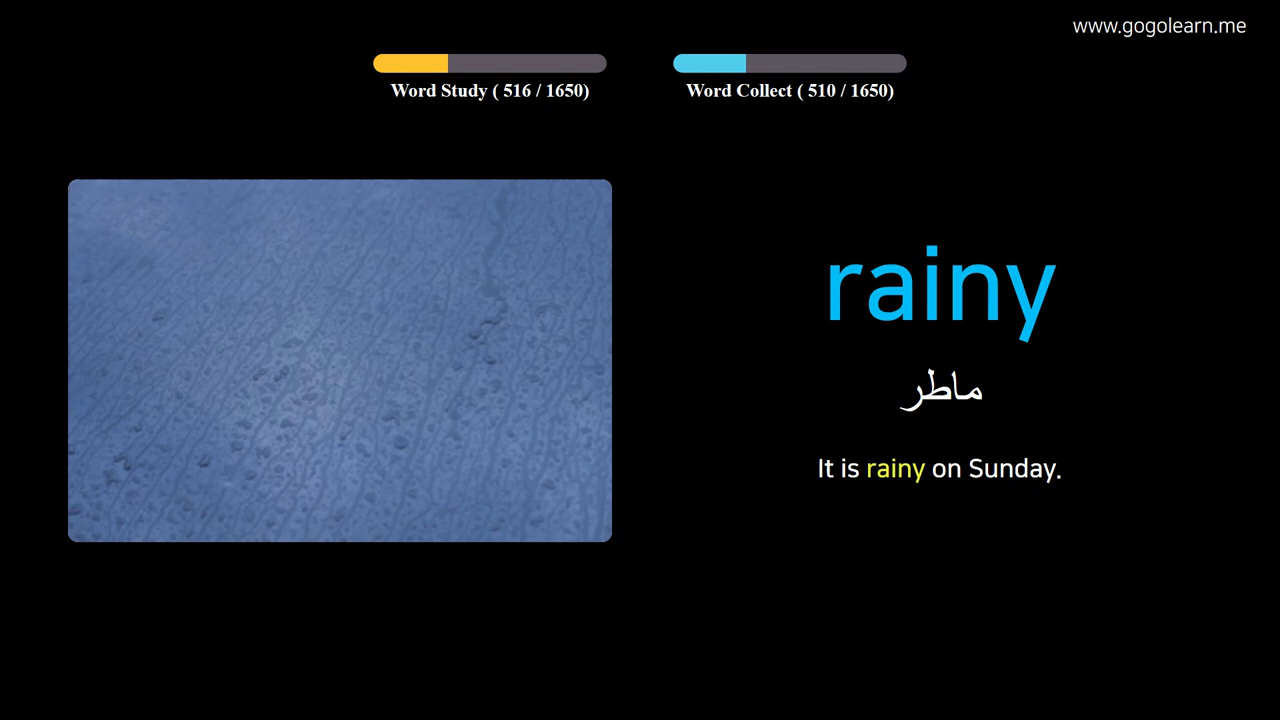 www.gogolearn.me
Word Study ( 516 / 1650)
Word Collect ( 510 / 1650)
rainy
ماطر
It is rainy on Sunday.